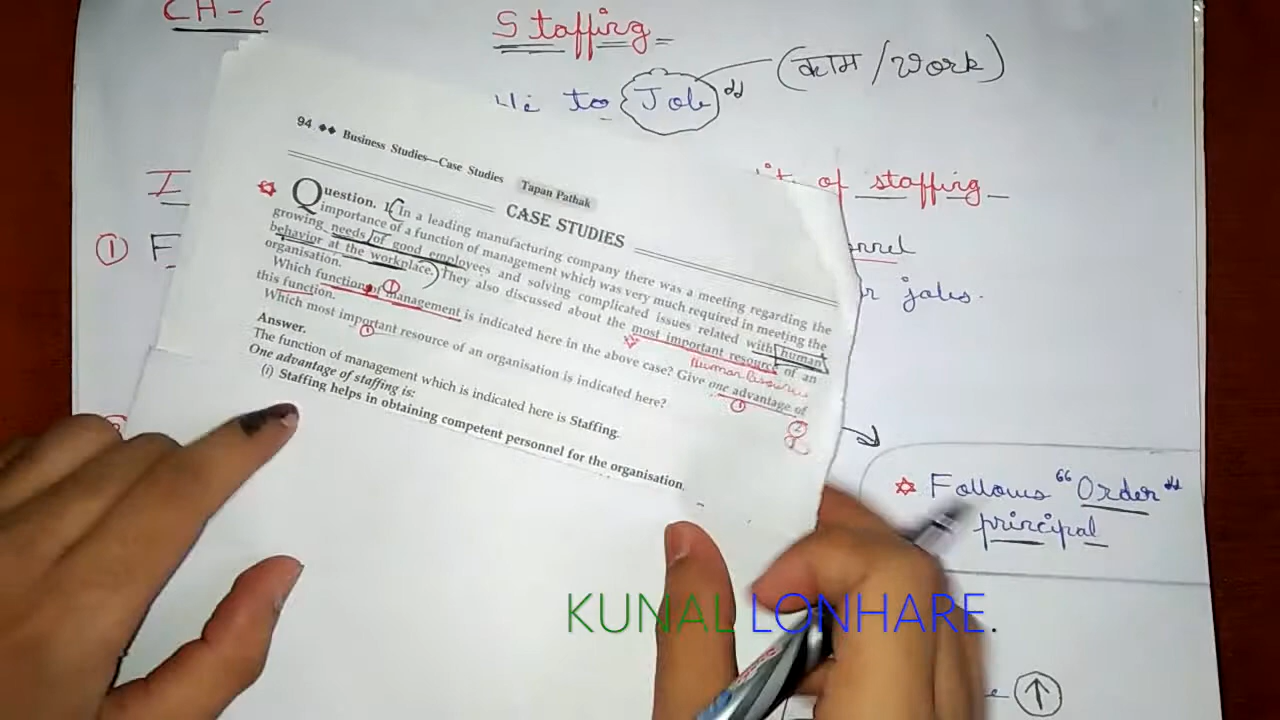 CH-6
Staffing
to Job" (काम / Work)
of staffing
jobs.
94 ◆◆ Business Studies—Case Studies Tapan Pathak
CASE STUDIES
Question. 1. In a leading manufacturing company there was a meeting regarding the
importance of a function of management which was very much required in meeting the
growing needs of good employees and solving complicated issues related with human
behavior at the workplace. They also discussed about the most important resource of an
organisation.
Human Resource
Which function of management is indicated here in the above case? Give one advantage of
this function.
Which most important resource of an organisation is indicated here?
Answer.
The function of management which is indicated here is Staffing.
One advantage of staffing is:
(i) Staffing helps in obtaining competent personnel for the organisation.
I
① F
Follows "Order"
principal
KUNAL LONHARE.